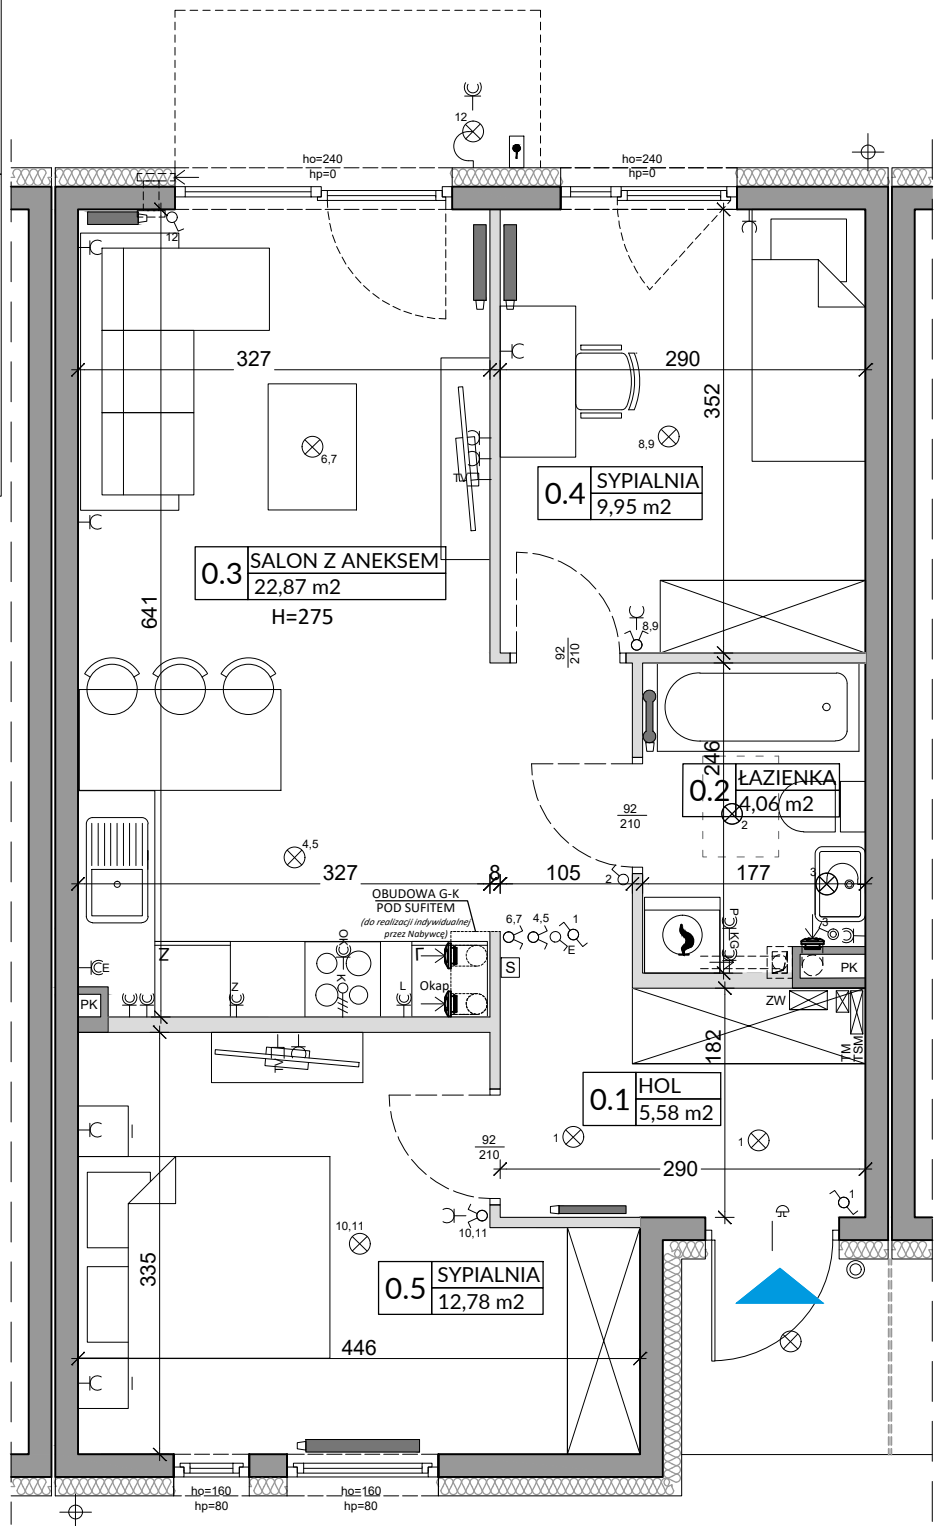 12
ho=240
hp=0
ho=240
hp=0
12
327
290
352
6,7
8,9
TV
0.4
SYPIALNIA
9,95 m2
0.3
SALON Z ANEKSEM
22,87 m2
H=275
641
8,9
92
210
246
0.2
ŁAZIENKA
4,06 m2
2
92
210
4,5
327
8
105
2
177
3
OBUDOWA G-K
POD SUFITEM
(do realizacji indywidualnej
przez Nabywcę)
6,7
4,5
1
E
3
S
Z
Z
L
Okap
E
PK
PK
ZW
TM
TSM
182
0.1
HOL
5,58 m2
1
1
92
210
290
1
10,11
10,11
335
0.5
SYPIALNIA
12,78 m2
446
ho=160
hp=80
ho=160
hp=80